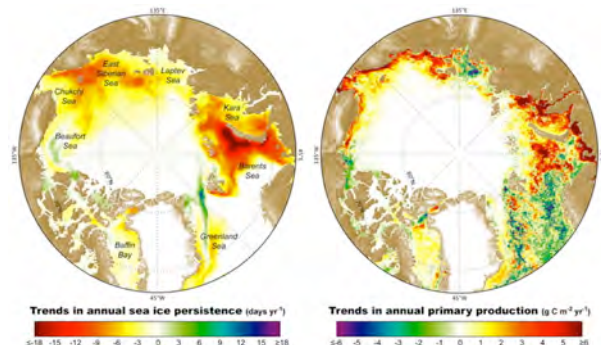 135°E
135°E
East
Siberian
Sea
Laptev
Sea
Chukchi
Sea
Kara
Sea
Beaufort
Sea
Barents
Sea
Greenland
Sea
Baffin
Bay
45°W
45°W
Trends in annual sea ice persistence (days yr⁻¹)
Trends in annual primary production (g C m⁻² yr⁻¹)
≤-18 -15 -12 -9 -6 -3 0 3 6 9 12 15 ≥18
≤-6 -5 -4 -3 -2 -1 0 1 2 3 4 5 ≥6